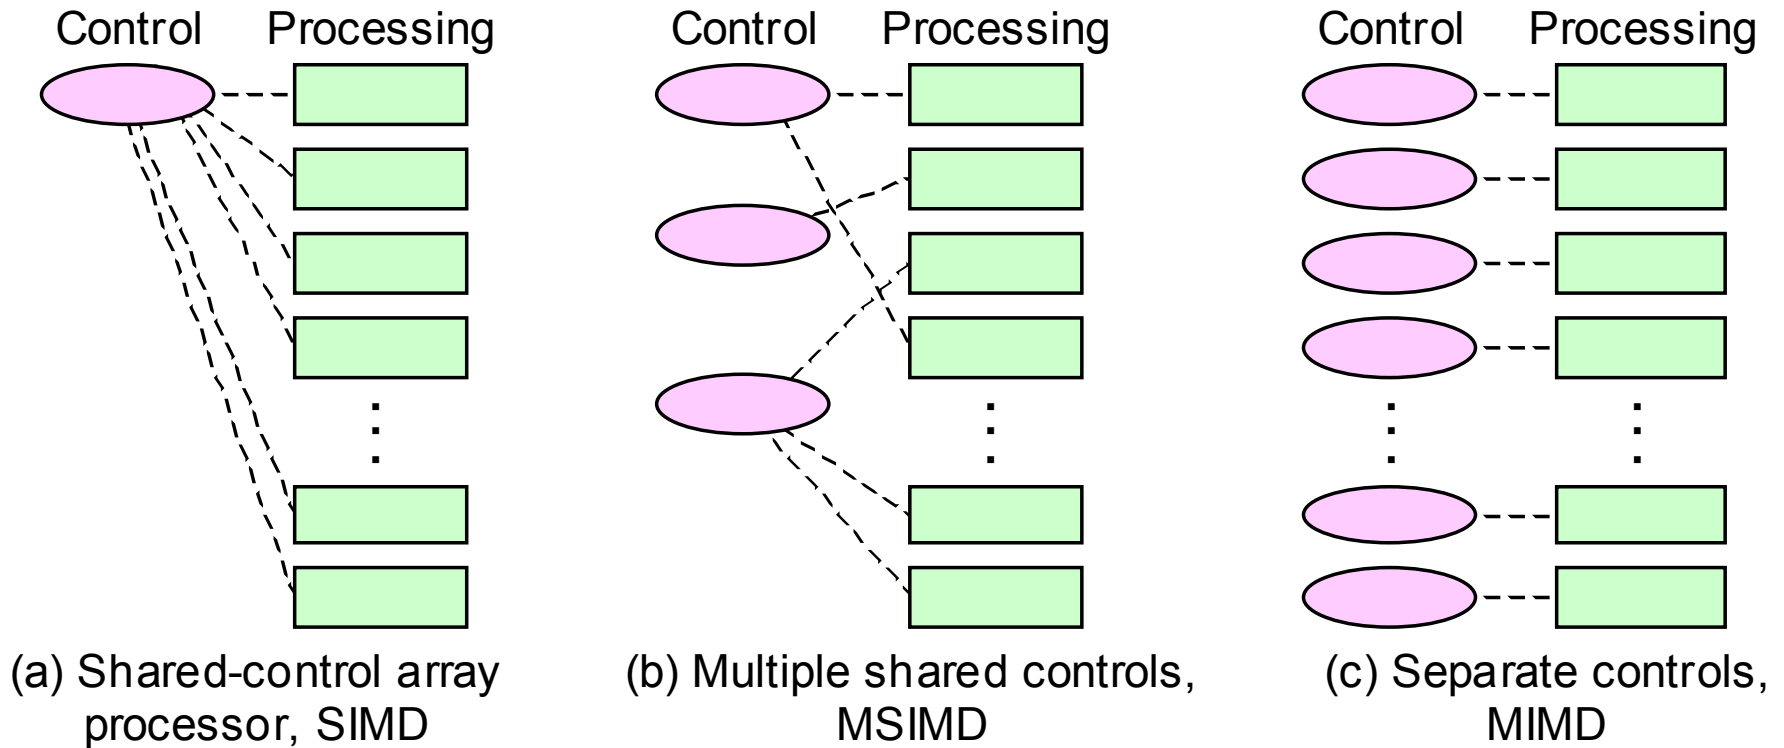 Control Processing
Control Processing
Control Processing
(a) Shared-control array
processor, SIMD
(b) Multiple shared controls,
MSIMD
(c) Separate controls,
MIMD